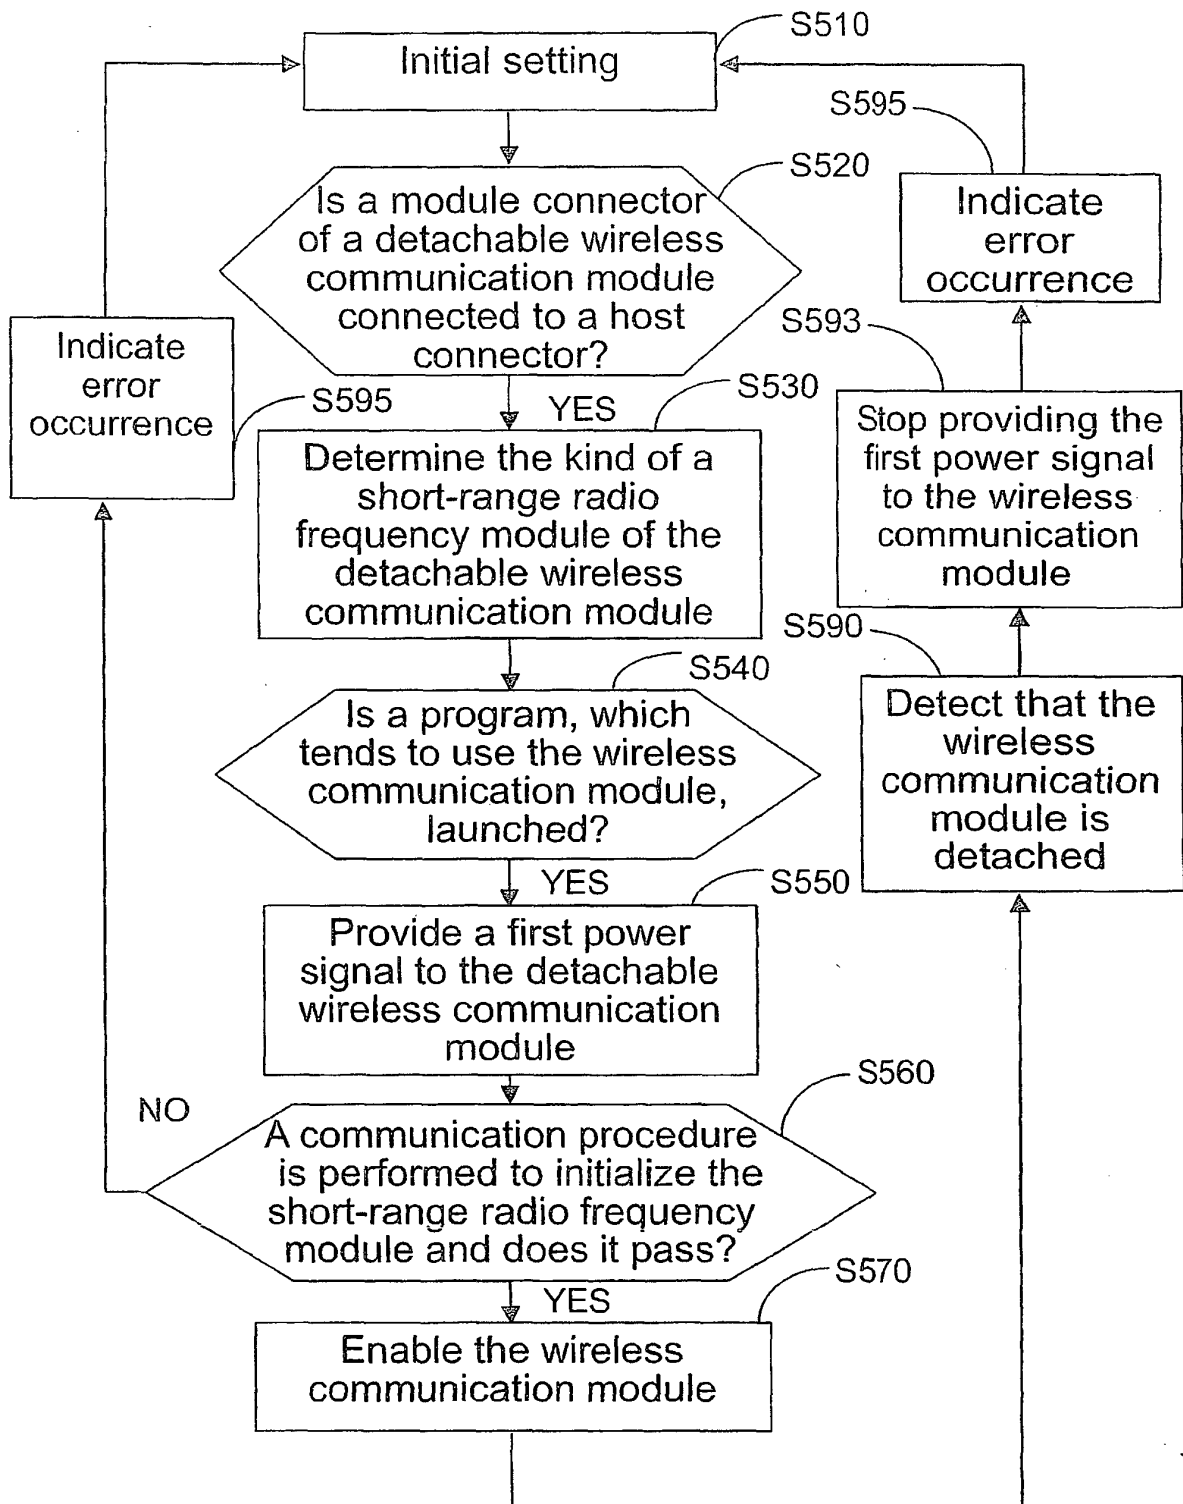 S510
Initial setting
S595
S520
Is a module connector
of a detachable wireless
communication module
connected to a host
connector?
Indicate
error
occurrence
S593
Indicate
error
occurrence
S595
YES
S530
Stop providing the
first power signal
to the wireless
communication
module
Determine the kind of a
short-range radio
frequency module of the
detachable wireless
communication module
S590
S540
Is a program, which
tends to use the wireless
communication module,
launched?
Detect that the
wireless
communication
module is
detached
YES
S550
Provide a first power
signal to the detachable
wireless communication
module
S560
NO
A communication procedure
is performed to initialize the
short-range radio frequency
module and does it pass?
S570
YES
Enable the wireless
communication module